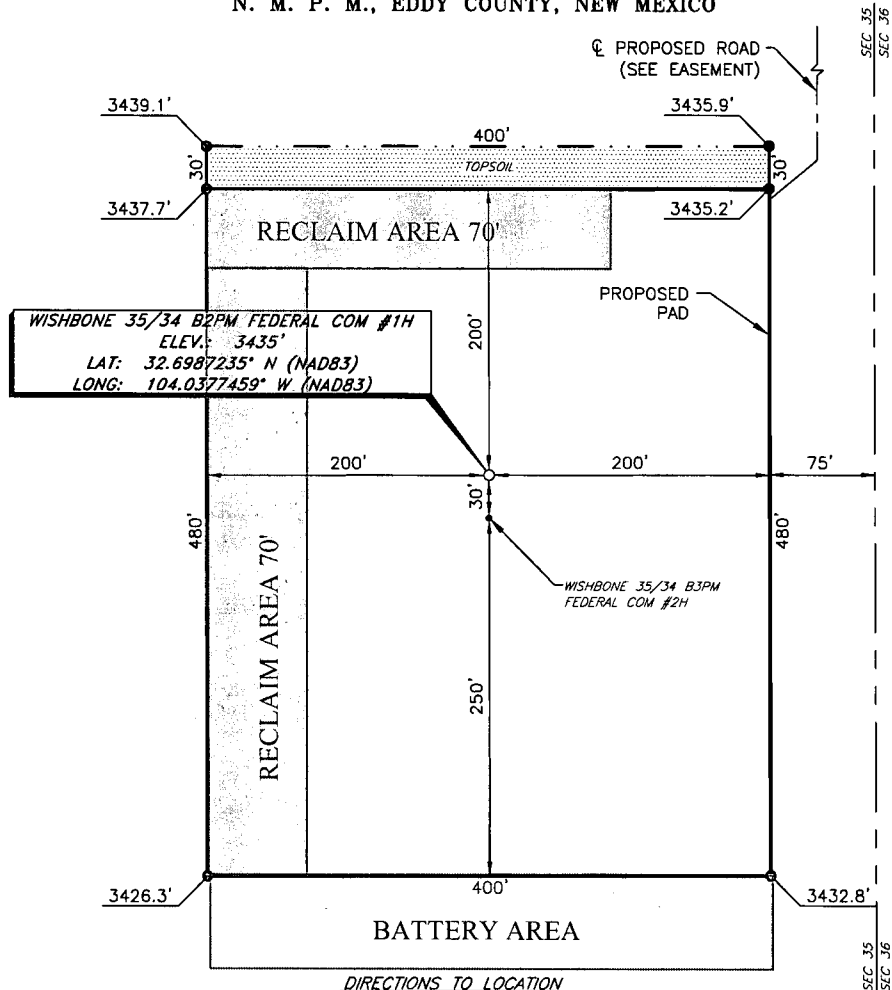 N. M. P. M., EDDY COUNTY, NEW MEXICO
SEC 35
SEC 36
℄ PROPOSED ROAD
(SEE EASEMENT)
3439.1'
400'
3435.9'
30'
TOPSOIL
30'
3437.7'
3435.2'
RECLAIM AREA 70'
PROPOSED
PAD
200'
WISHBONE 35/34 B2PM FEDERAL COM #1H
ELEV.: 3435'
LAT: 32.6987235° N (NAD83)
LONG: 104.0377459° W (NAD83)
200'
200'
75'
30'
480'
480'
WISHBONE 35/34 B3PM
FEDERAL COM #2H
RECLAIM AREA 70'
250'
3426.3'
400'
3432.8'
BATTERY AREA
SEC 35
SEC 36
DIRECTIONS TO LOCATION